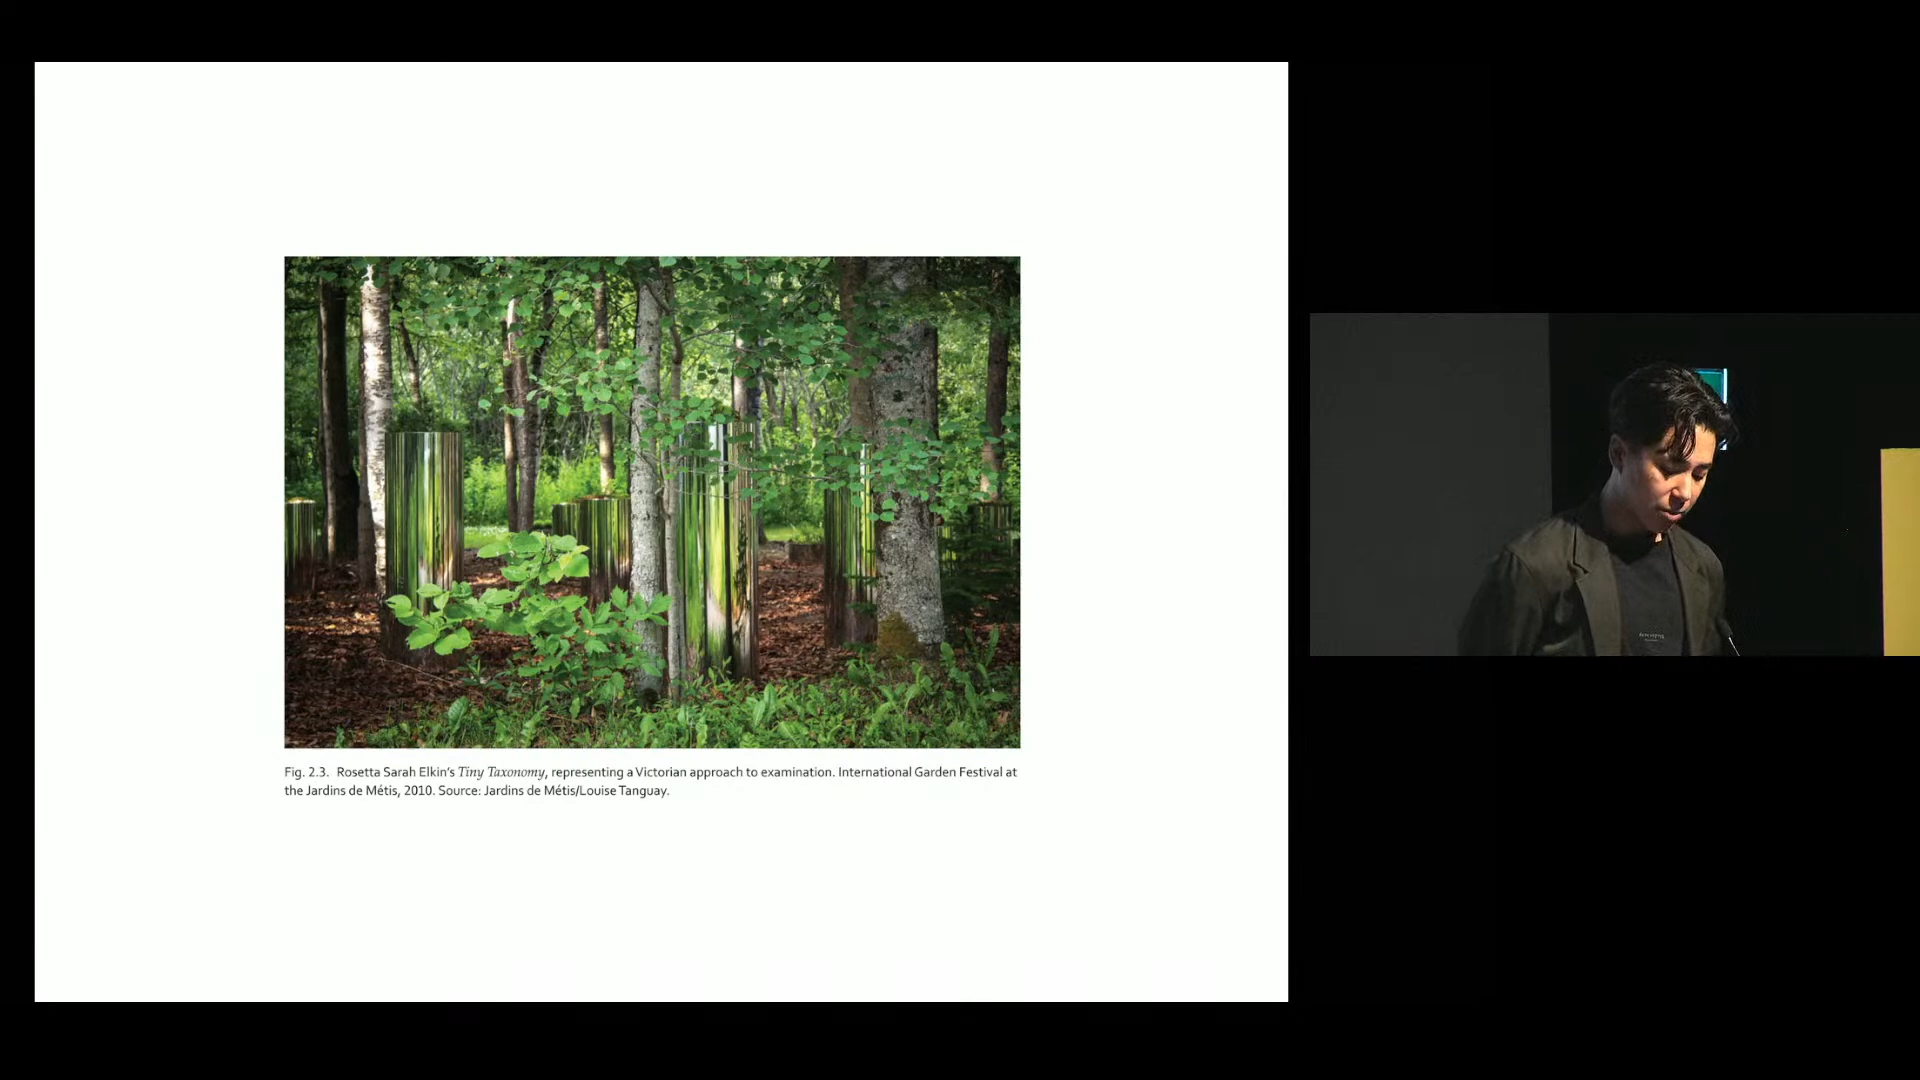 Fig. 2.3. Rosetta Sarah Elkin's Tiny Taxonomy, representing a Victorian approach to examination. International Garden Festival at
the Jardins de Métis, 2010. Source: Jardins de Métis/Louise Tanguay.